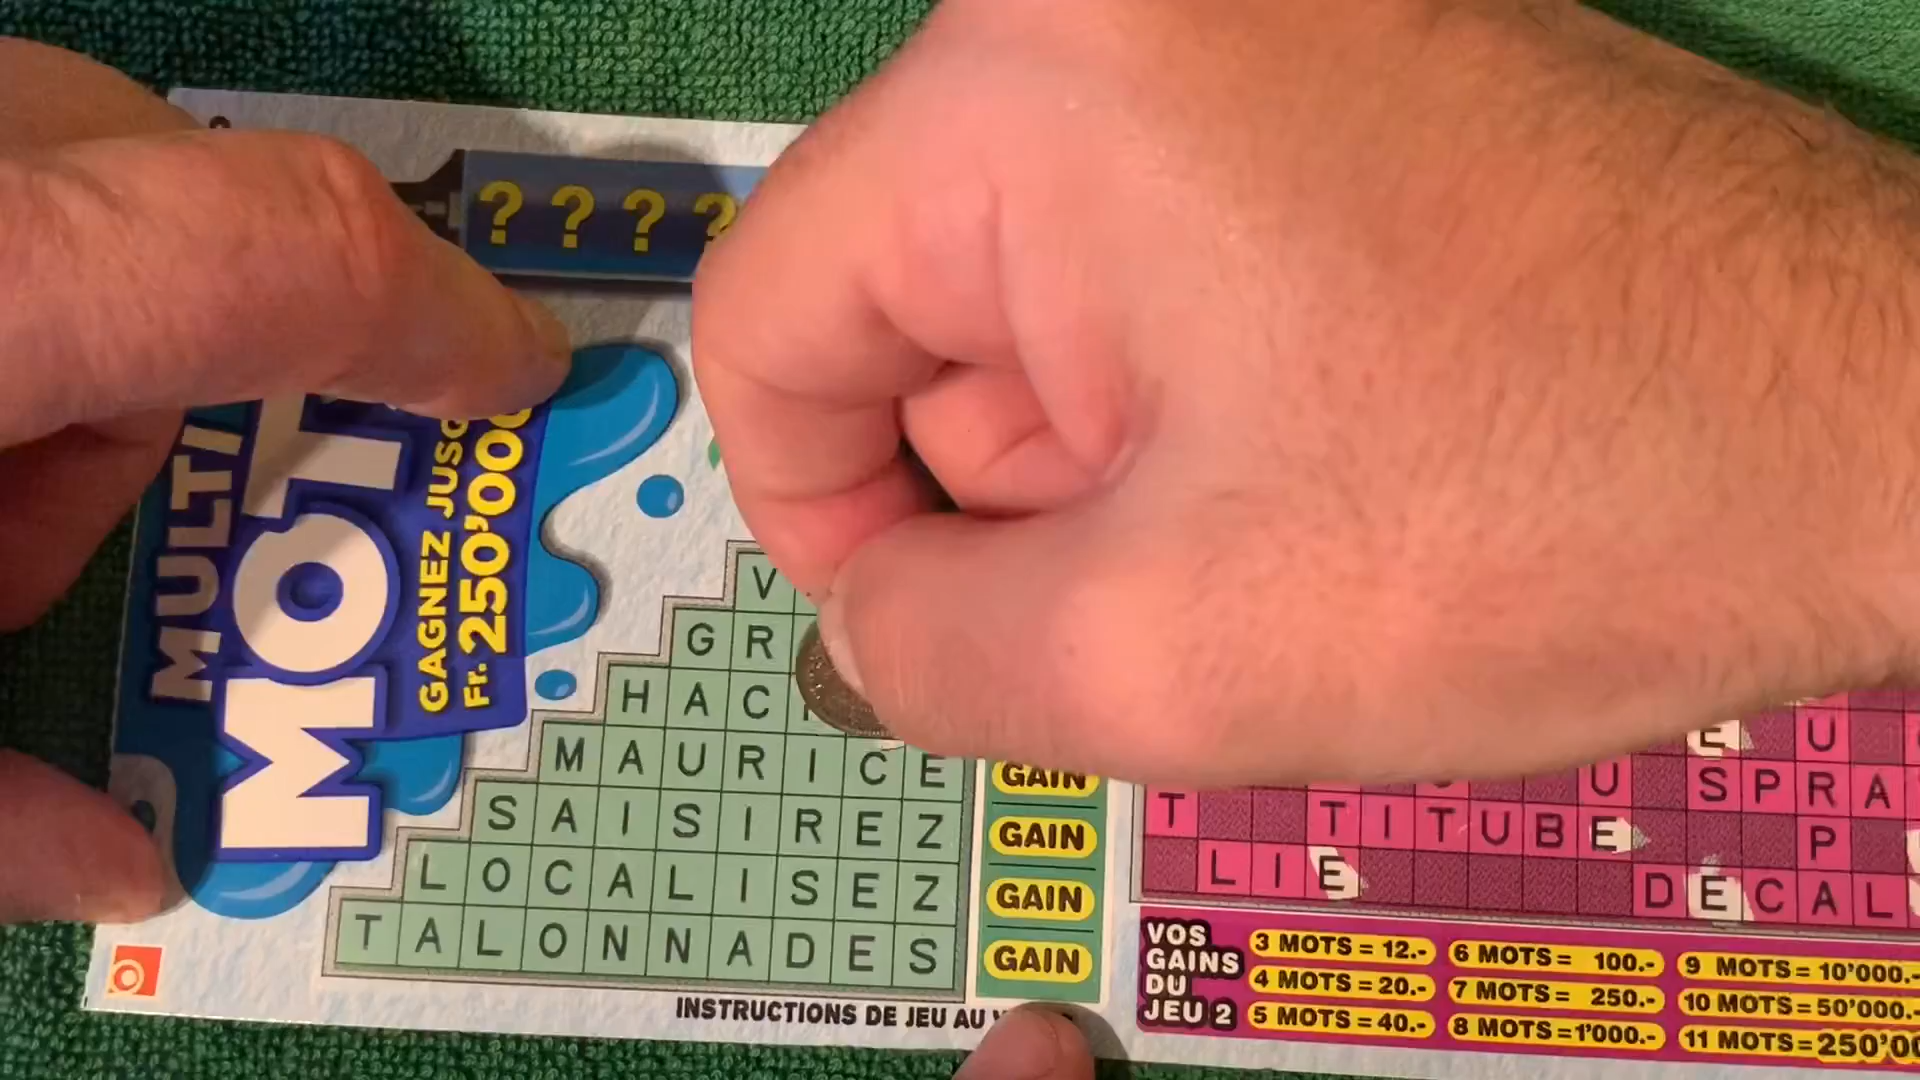 ? ? ? ?
MULTI
MOT
GAGNEZ JUSQ
Fr. 250'000
V
G R
H A C
M A U R I C E
S A I S I R E Z
L O C A L I S E Z
T A L O N N A D E S
GAIN
GAIN
GAIN
GAIN
E U
U S P R A
T T I T U B E P
L I E D E C A L
VOS GAINS DU JEU 2
3 MOTS = 12.-
4 MOTS = 20.-
5 MOTS = 40.-
6 MOTS = 100.-
7 MOTS = 250.-
8 MOTS = 1'000.-
9 MOTS = 10'000.-
10 MOTS = 50'000.-
11 MOTS = 250'00
INSTRUCTIONS DE JEU AU